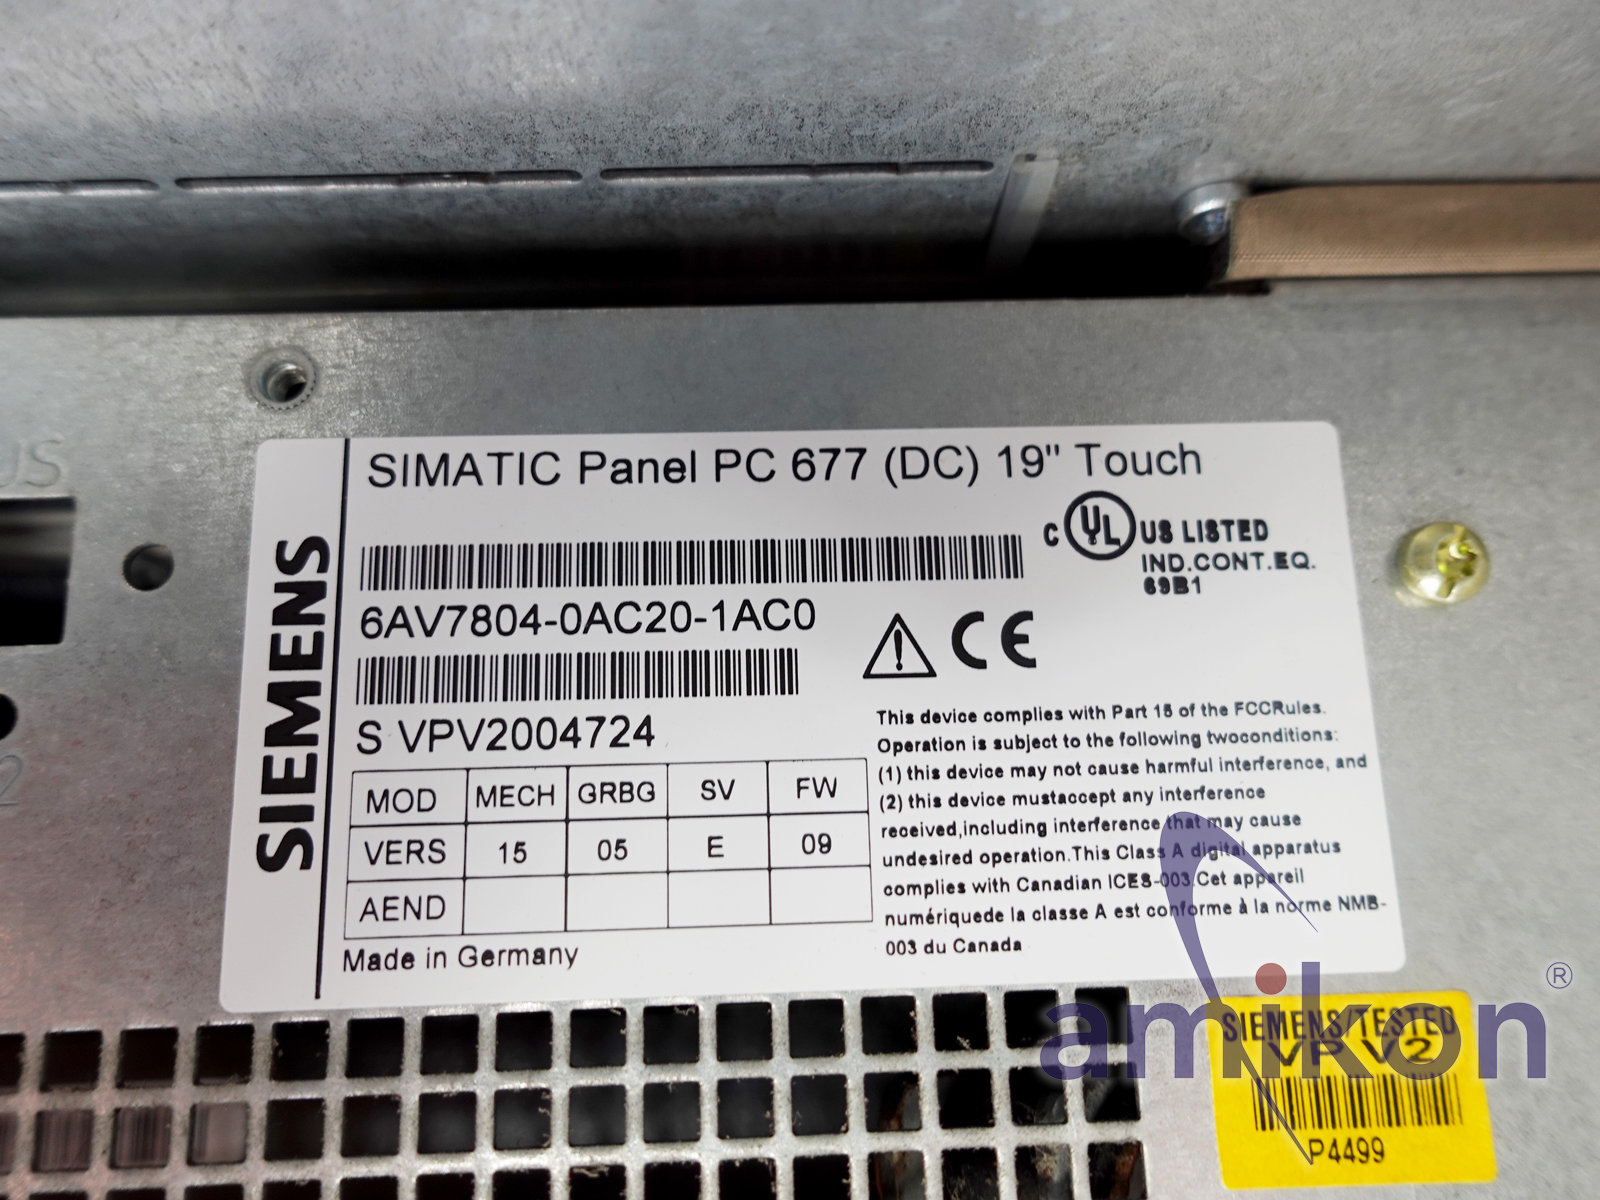 US
2
SIEMENS
SIMATIC Panel PC 677 (DC) 19" Touch
C UL US LISTED
IND.CONT.EQ.
69B1
6AV7804-0AC20-1AC0
CE
S VPV2004724
MOD MECH GRBG SV FW
VERS 15 05 E 09
AEND
Made in Germany
This device complies with Part 15 of the FCCRules.
Operation is subject to the following twoconditions:
(1) this device may not cause harmful interference, and
(2) this device mustaccept any interference
received,including interference that may cause
undesired operation.This Class A digital apparatus
complies with Canadian ICES-003.Cet appareil
numériquede la classe A est conforme à la norme NMB-
003 du Canada
amikon®
SIEMENS/TESTED
VP V2
P4499